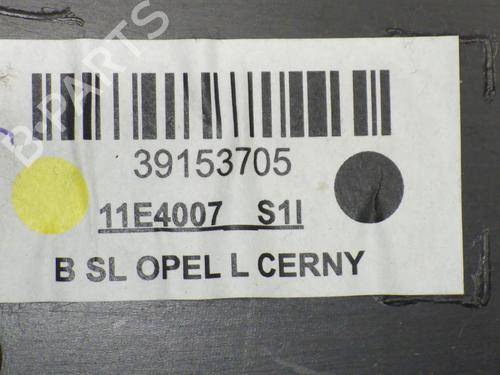 B-PARTS
39153705
11E4007 S1I
B SL OPEL L CERNY